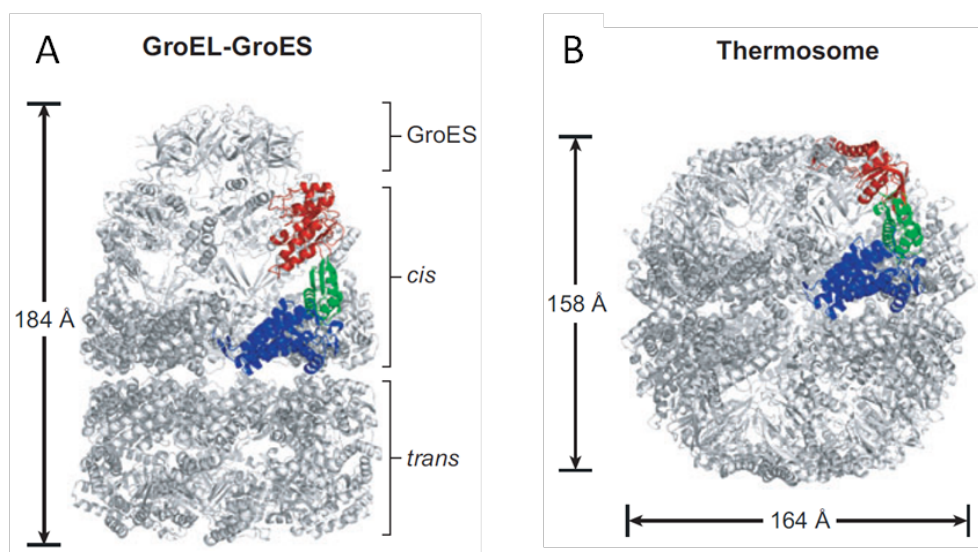 A
GroEL-GroES
GroES
cis
184 Å
trans
B
Thermosome
158 Å
164 Å